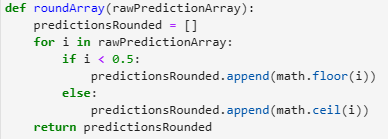 def roundArray(rawPredictionArray):
    predictionsRounded = []
    for i in rawPredictionArray:
        if i < 0.5:
            predictionsRounded.append(math.floor(i))
        else:
            predictionsRounded.append(math.ceil(i))
    return predictionsRounded